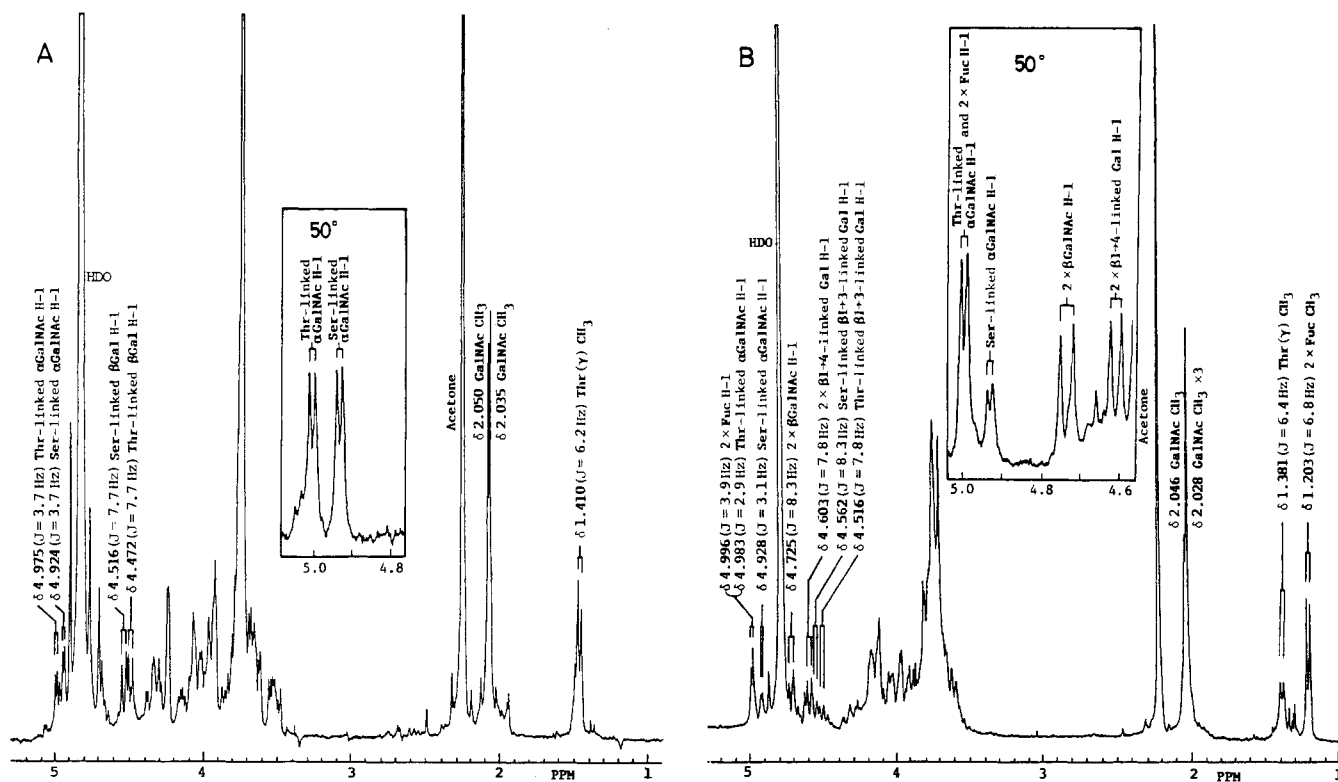 A
δ 4.975 (J = 3.7 Hz) Thr-linked αGalNAc H-1
δ 4.924 (J = 3.7 Hz) Ser-linked αGalNAc H-1
δ 4.516 (J = 7.7 Hz) Ser-linked βGal H-1
δ 4.472 (J = 7.7 Hz) Thr-linked βGal H-1
HDO
50°
Thr-linked
αGalNAc H-1
Ser-linked
αGalNAc H-1
5.0
4.8
Acetone
δ 2.050 GalNAc CH3
δ 2.035 GalNAc CH3
δ 1.410 (J = 6.2 Hz) Thr (γ) CH3
5
4
3
PPM
2
1
B
δ 4.996 (J = 3.9 Hz) 2 × Fuc H-1
δ 4.983 (J = 2.9 Hz) Thr-linked αGalNAc H-1
δ 4.928 (J = 3.1 Hz) Ser-linked αGalNAc H-1
δ 4.725 (J = 8.3 Hz) 2 × βGalNAc H-1
HDO
δ 4.603 (J = 7.8 Hz) 2 × β1→4-linked Gal H-1
δ 4.562 (J = 8.3 Hz) Ser-linked β1→3-linked Gal H-1
δ 4.516 (J = 7.8 Hz) Thr-linked β1→3-linked Gal H-1
50°
Thr-linked and 2 × Fuc H-1
αGalNAc H-1
Ser-linked αGalNAc H-1
2 × βGalNAc H-1
2 × β1→4-linked Gal H-1
5.0
4.8
4.6
Acetone
δ 2.046 GalNAc CH3
δ 2.028 GalNAc CH3 ×3
δ 1.381 (J = 6.4 Hz) Thr (γ) CH3
δ 1.203 (J = 6.8 Hz) 2 × Fuc CH3
5
4
3
2
PPM
1